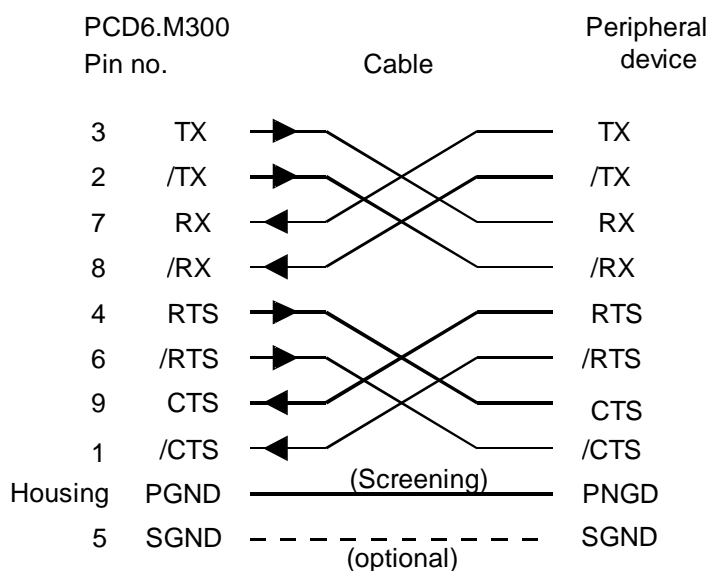 PCD6.M300 Peripheral
Pin no. Cable device
3 TX TX
2 /TX /TX
7 RX RX
8 /RX /RX
4 RTS RTS
6 /RTS /RTS
9 CTS CTS
1 /CTS /CTS
Housing PGND (Screening) PNGD
5 SGND (optional) SGND